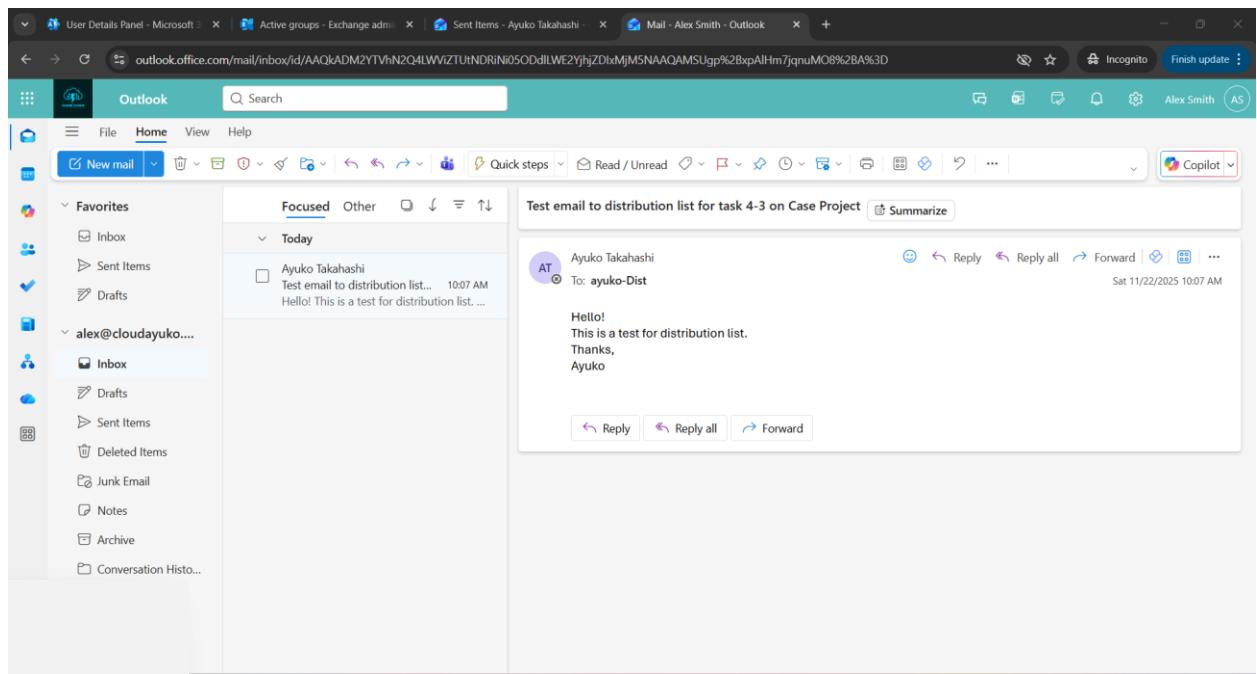 User Details Panel - Microsoft 3
Active groups - Exchange admi
Sent Items - Ayuko Takahashi -
Mail - Alex Smith - Outlook
outlook.office.com/mail/inbox/id/AAQkADM2YTVhN2Q4LWViZTUtNDRiNi05ODdlLWE2YjhjZDIxMjM5NAAQAMSUgp%2BxpAlHm7jqnuMO8%2BA%3D
Incognito
Finish update
Outlook
Search
Alex Smith
AS
File Home View Help
New mail
Quick steps
Read / Unread
Copilot
Favorites
Inbox
Sent Items
Drafts
alex@cloudayuko....
Inbox
Drafts
Sent Items
Deleted Items
Junk Email
Notes
Archive
Conversation Histo...
Focused Other
Today
Ayuko Takahashi
Test email to distribution list... 10:07 AM
Hello! This is a test for distribution list. ...
Test email to distribution list for task 4-3 on Case Project
Summarize
AT
Ayuko Takahashi
Reply Reply all Forward
To: ayuko-Dist
Sat 11/22/2025 10:07 AM
Hello!
This is a test for distribution list.
Thanks,
Ayuko
Reply Reply all Forward